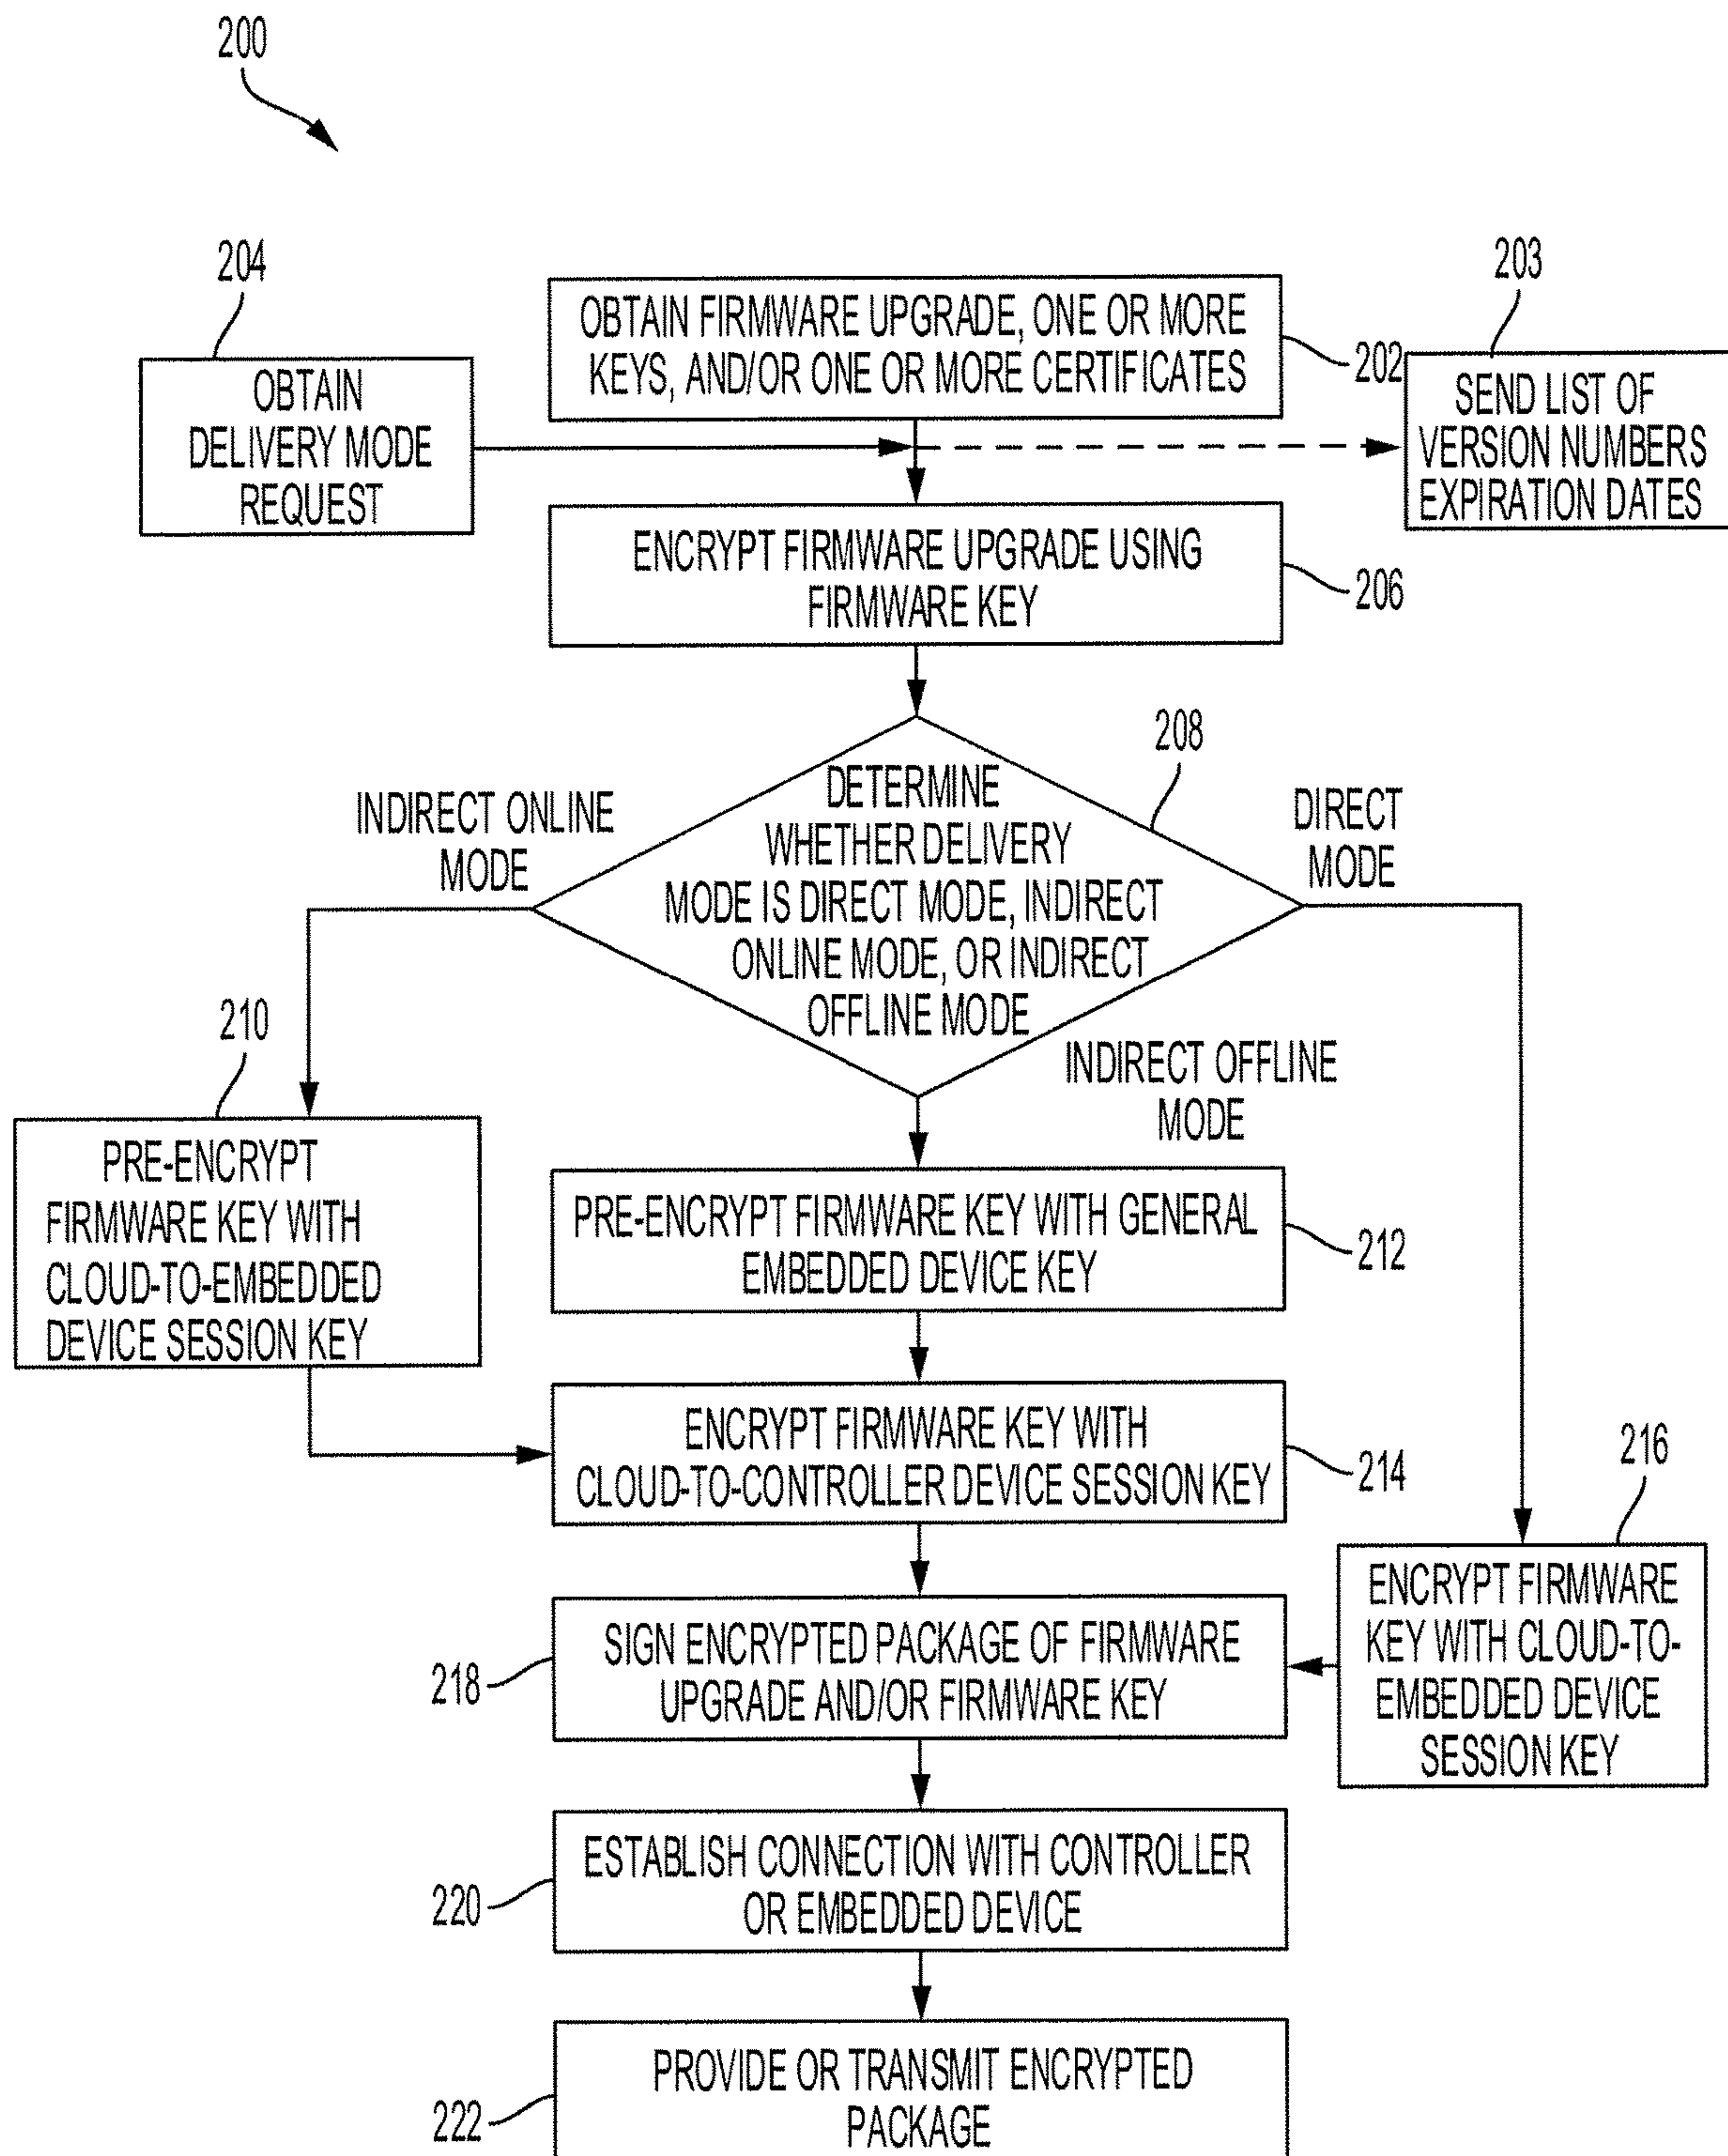 200
204
203
OBTAIN FIRMWARE UPGRADE, ONE OR MORE
KEYS, AND/OR ONE OR MORE CERTIFICATES
202
OBTAIN
DELIVERY MODE
REQUEST
SEND LIST OF
VERSION NUMBERS
EXPIRATION DATES
ENCRYPT FIRMWARE UPGRADE USING
FIRMWARE KEY
206
208
DETERMINE
WHETHER DELIVERY
MODE IS DIRECT MODE, INDIRECT
ONLINE MODE, OR INDIRECT
OFFLINE MODE
INDIRECT ONLINE
MODE
DIRECT
MODE
INDIRECT OFFLINE
MODE
210
PRE-ENCRYPT
FIRMWARE KEY WITH
CLOUD-TO-EMBEDDED
DEVICE SESSION KEY
PRE-ENCRYPT FIRMWARE KEY WITH GENERAL
EMBEDDED DEVICE KEY
212
ENCRYPT FIRMWARE KEY WITH
CLOUD-TO-CONTROLLER DEVICE SESSION KEY
214
216
ENCRYPT FIRMWARE
KEY WITH CLOUD-TO-
EMBEDDED DEVICE
SESSION KEY
SIGN ENCRYPTED PACKAGE OF FIRMWARE
UPGRADE AND/OR FIRMWARE KEY
218
ESTABLISH CONNECTION WITH CONTROLLER
OR EMBEDDED DEVICE
220
PROVIDE OR TRANSMIT ENCRYPTED
PACKAGE
222